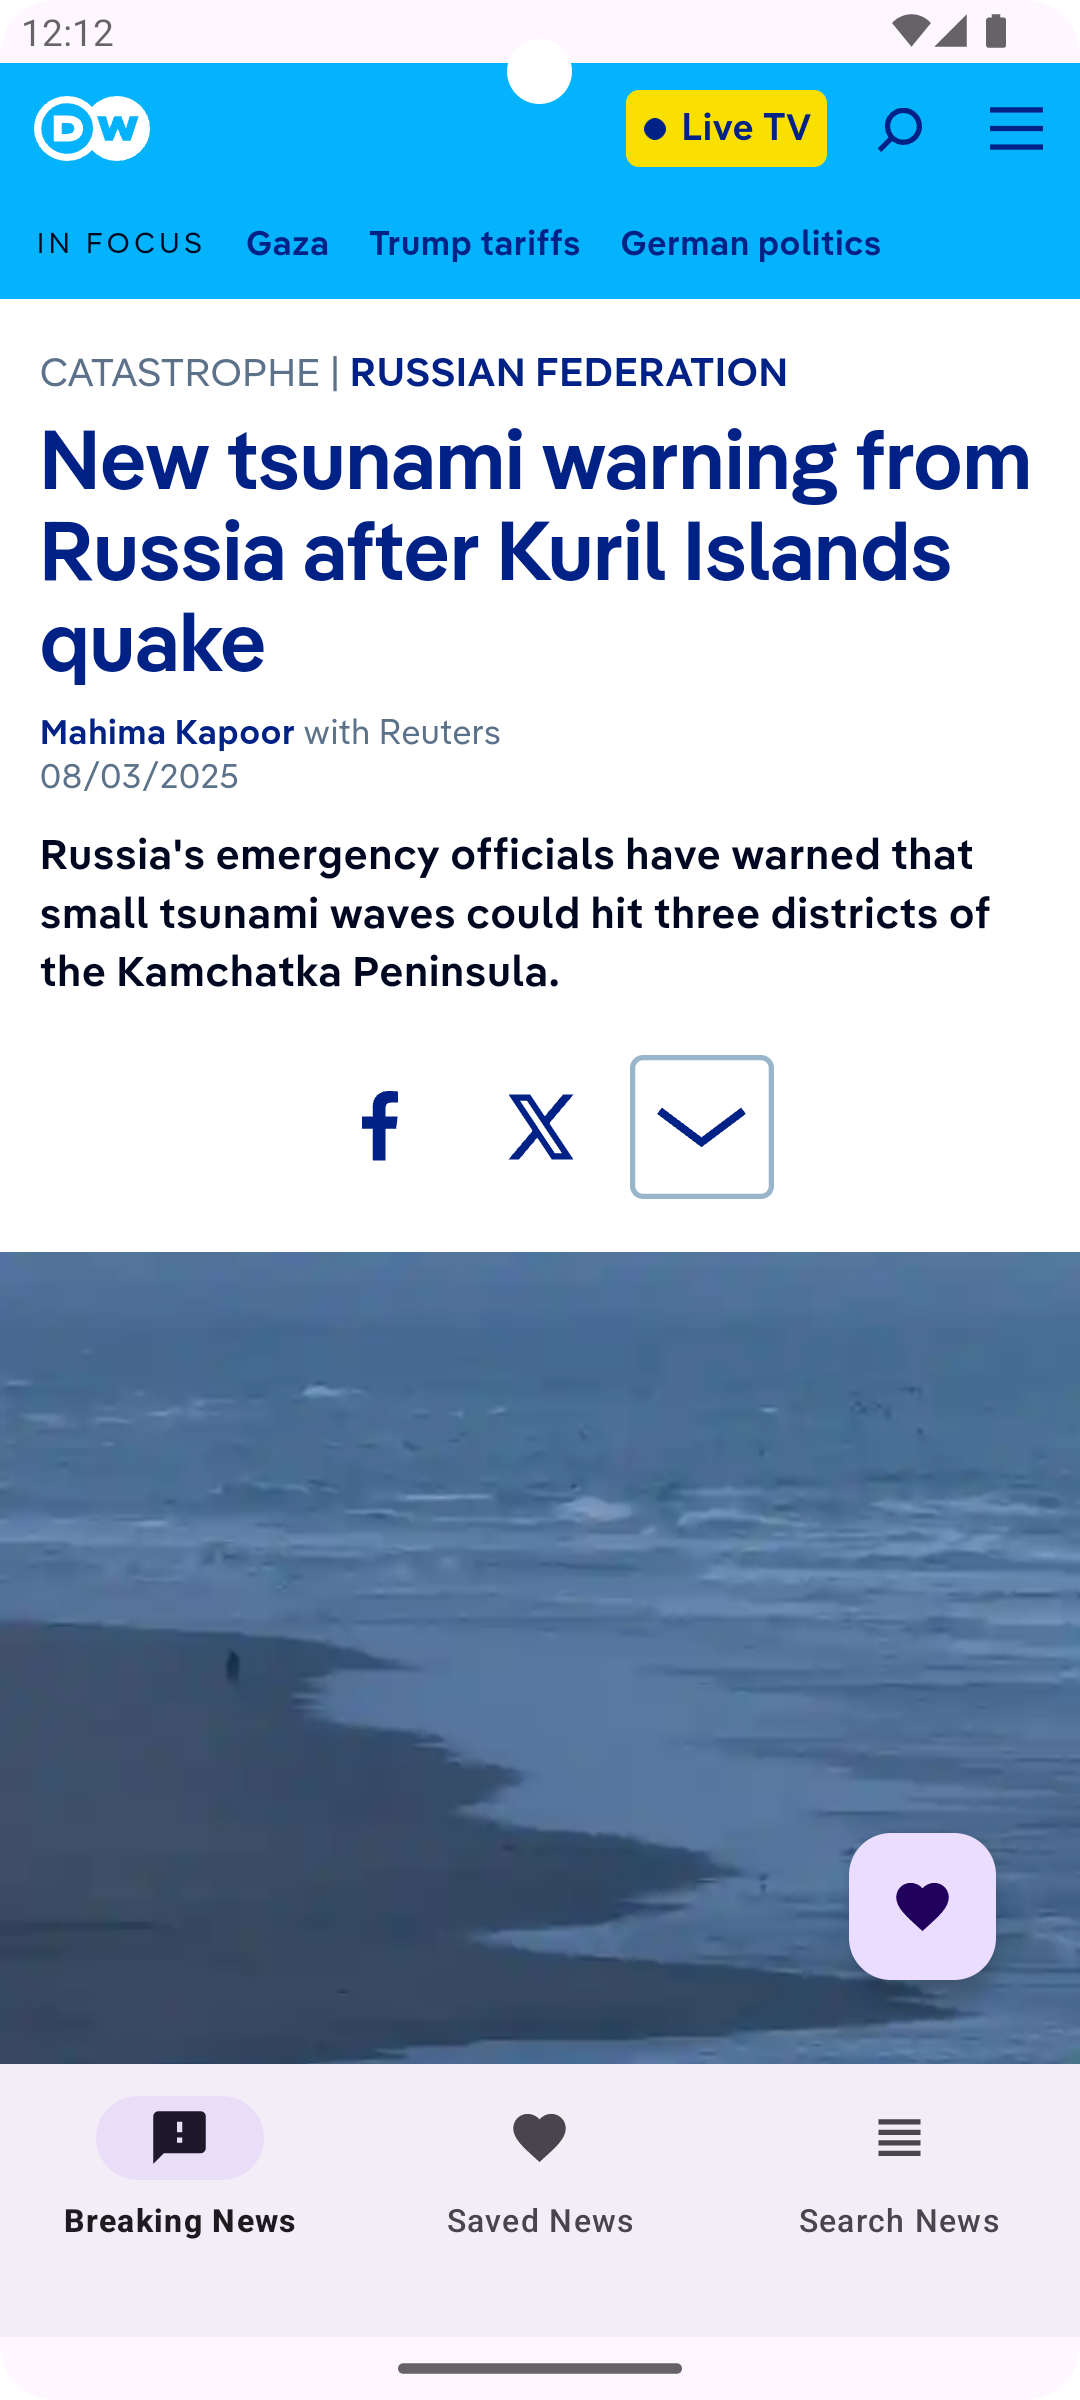 12:12
DW
Live TV
IN FOCUS Gaza Trump tariffs German politics
CATASTROPHE | RUSSIAN FEDERATION
New tsunami warning from
Russia after Kuril Islands
quake
Mahima Kapoor with Reuters
08/03/2025
Russia's emergency officials have warned that
small tsunami waves could hit three districts of
the Kamchatka Peninsula.
Breaking News Saved News Search News